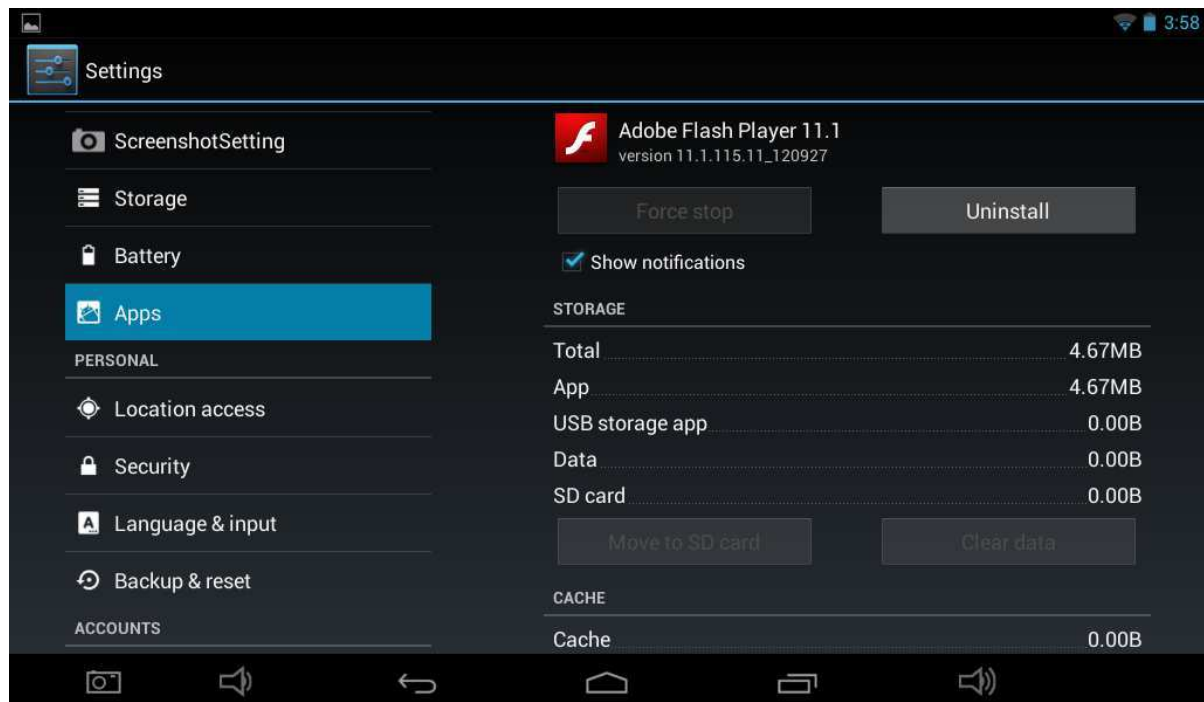 3:58
Settings
ScreenshotSetting
Storage
Battery
Apps
PERSONAL
Location access
Security
Language & input
Backup & reset
ACCOUNTS
Adobe Flash Player 11.1
version 11.1.115.11_120927
Force stop Uninstall
Show notifications
STORAGE
Total 4.67MB
App 4.67MB
USB storage app 0.00B
Data 0.00B
SD card 0.00B
Move to SD card Clear data
CACHE
Cache 0.00B